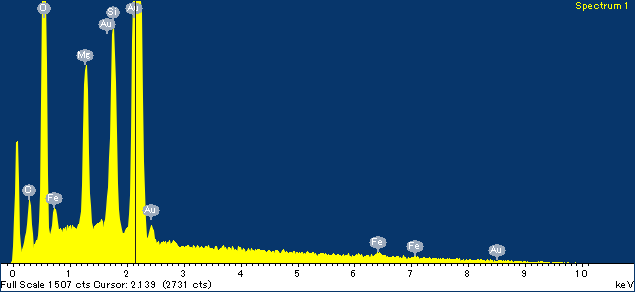 Spectrum 1
O Si Au
Au
Mg
C
Fe
Au
Fe Fe Au
0 1 2 3 4 5 6 7 8 9 10
Full Scale 1507 cts Cursor: 2.139 (2731 cts) keV